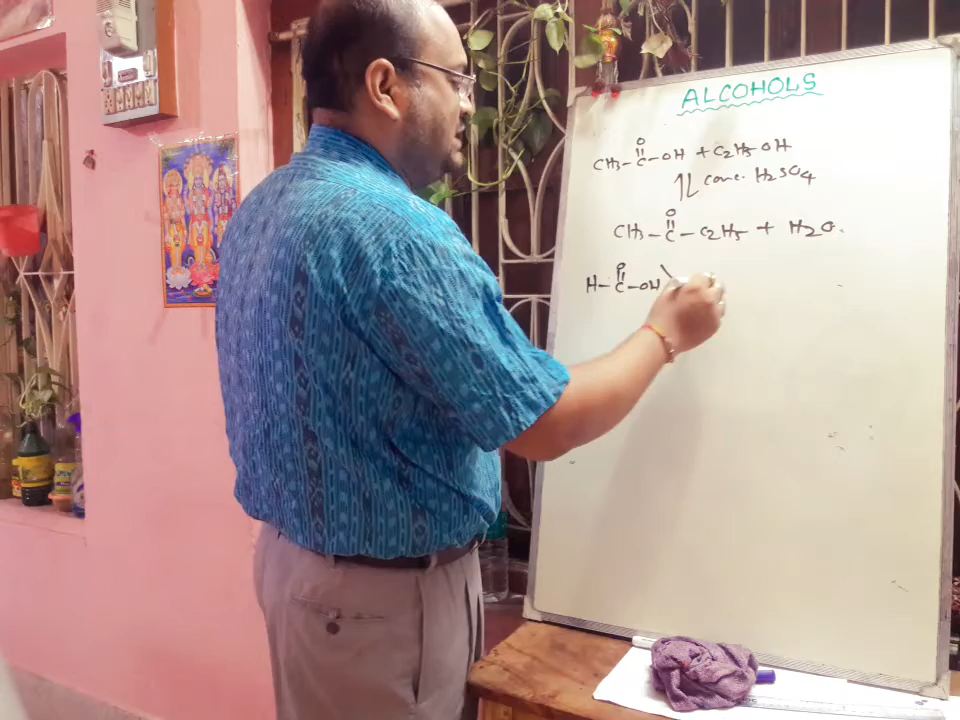 ALCOHOLS
O
CH3-C-OH + C2H5-OH
⇅ conc. H2SO4
O
CH3-C-C2H5 + H2O.
O
H-C-OH